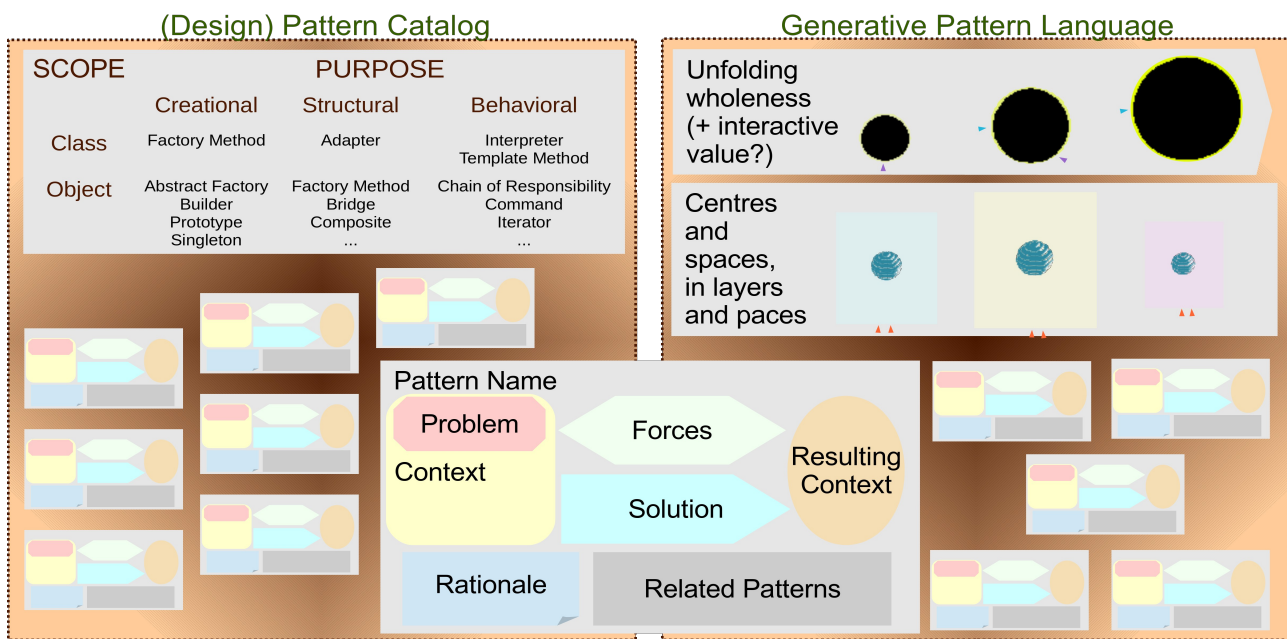 (Design) Pattern Catalog
SCOPE
PURPOSE
Creational
Structural
Behavioral
Class
Factory Method
Adapter
Interpreter
Template Method
Object
Abstract Factory
Builder
Prototype
Singleton
Factory Method
Bridge
Composite
...
Chain of Responsibility
Command
Iterator
...
Generative Pattern Language
Unfolding
wholeness
(+ interactive
value?)
Centres
and
spaces,
in layers
and paces
Pattern Name
Problem
Context
Forces
Solution
Resulting
Context
Rationale
Related Patterns